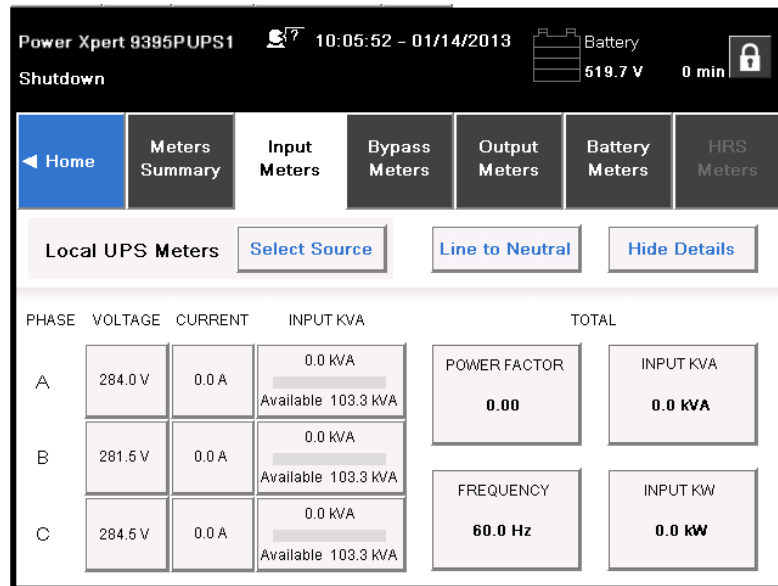 Power Xpert 9395PUPS1 ? 10:05:52 - 01/14/2013 Battery
Shutdown 519.7 V 0 min
◀ Home
Meters Summary
Input Meters
Bypass Meters
Output Meters
Battery Meters
HRS Meters
Local UPS Meters Select Source Line to Neutral Hide Details
PHASE VOLTAGE CURRENT INPUT KVA TOTAL
A 284.0 V 0.0 A 0.0 kVA
Available 103.3 kVA
B 281.5 V 0.0 A 0.0 kVA
Available 103.3 kVA
C 284.5 V 0.0 A 0.0 kVA
Available 103.3 kVA
POWER FACTOR
0.00
INPUT KVA
0.0 kVA
FREQUENCY
60.0 Hz
INPUT KW
0.0 kW